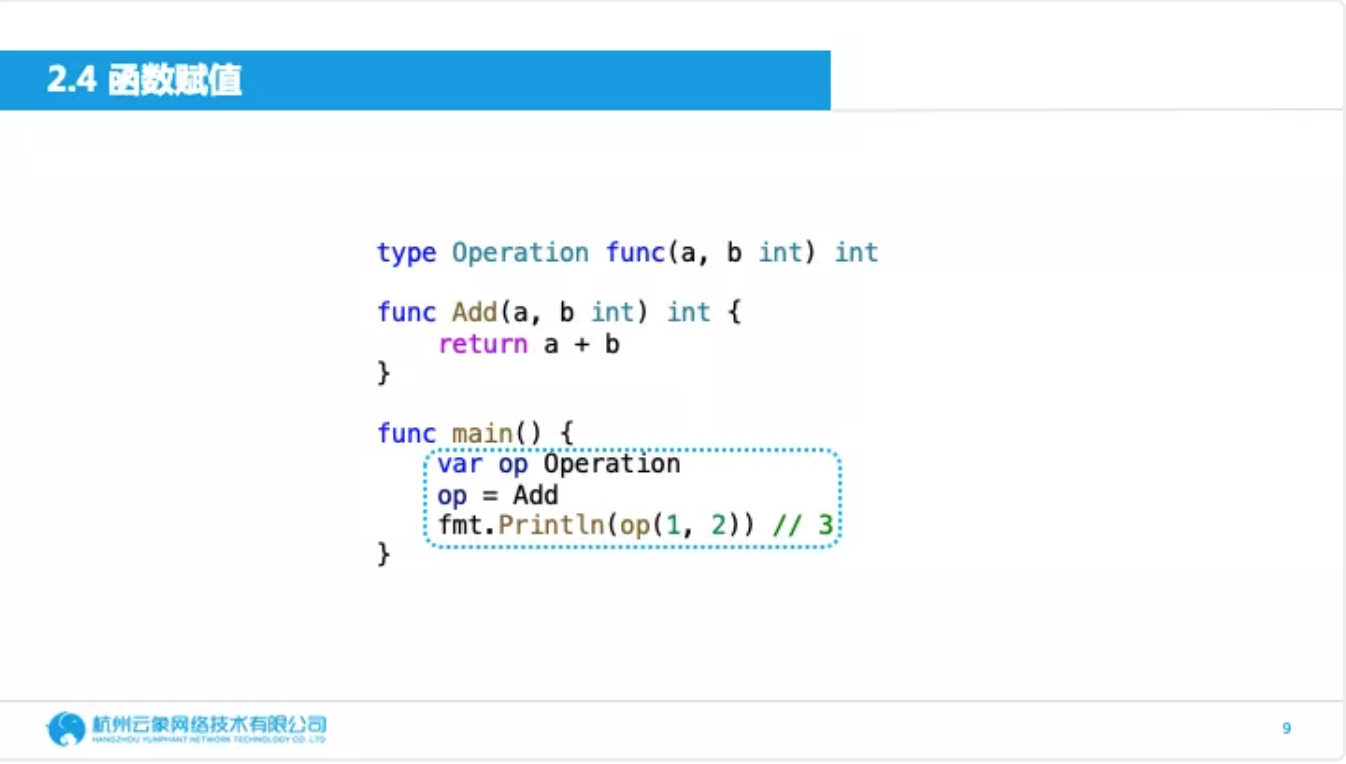 2.4 函数赋值
type Operation func(a, b int) int
func Add(a, b int) int {
    return a + b
}
func main() {
    var op Operation
    op = Add
    fmt.Println(op(1, 2)) // 3
}
杭州云象网络技术有限公司
HANGZHOU YUNPHANT NETWORK TECHNOLOGY CO. LTD
9